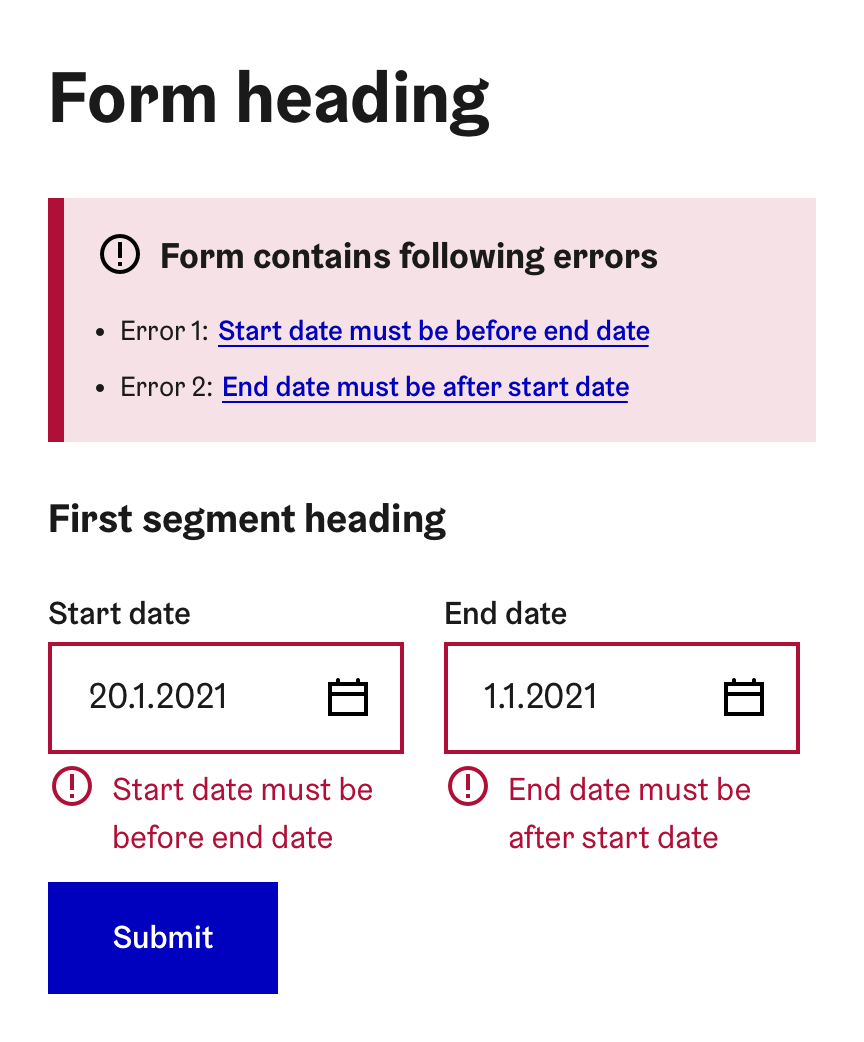 Form heading
Form contains following errors
• Error 1: Start date must be before end date
• Error 2: End date must be after start date
First segment heading
Start date
20.1.2021
Start date must be
before end date
End date
1.1.2021
End date must be
after start date
Submit